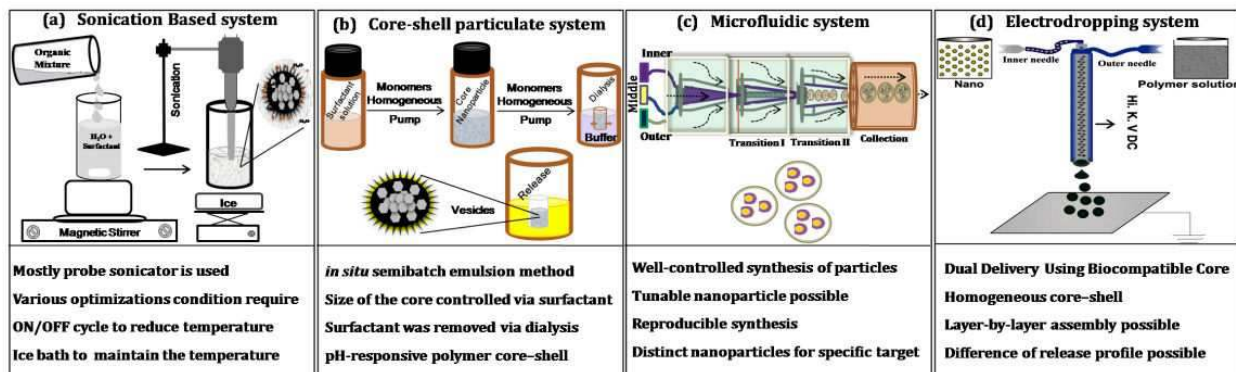 (a) Sonication Based system
Organic
Mixture
Sonication
H₂O +
Surfactant
Ice
Magnetic Stirrer
Mostly probe sonicator is used
Various optimizations condition require
ON/OFF cycle to reduce temperature
Ice bath to maintain the temperature
(b) Core-shell particulate system
Surfactant
solution
Monomers
Homogeneous
Pump
Core
Nanoparticle
Monomers
Homogeneous
Pump
Dialysis
Buffer
Vesicles
Release
in situ semibatch emulsion method
Size of the core controlled via surfactant
Surfactant was removed via dialysis
pH-responsive polymer core–shell
(c) Microfluidic system
Inner
Middle
Outer
Transition I
Transition II
Collection
Well-controlled synthesis of particles
Tunable nanoparticle possible
Reproducible synthesis
Distinct nanoparticles for specific target
(d) Electrodropping system
Inner needle
Outer needle
Nano
Polymer solution
Hi. K. V DC
Dual Delivery Using Biocompatible Core
Homogeneous core–shell
Layer-by-layer assembly possible
Difference of release profile possible